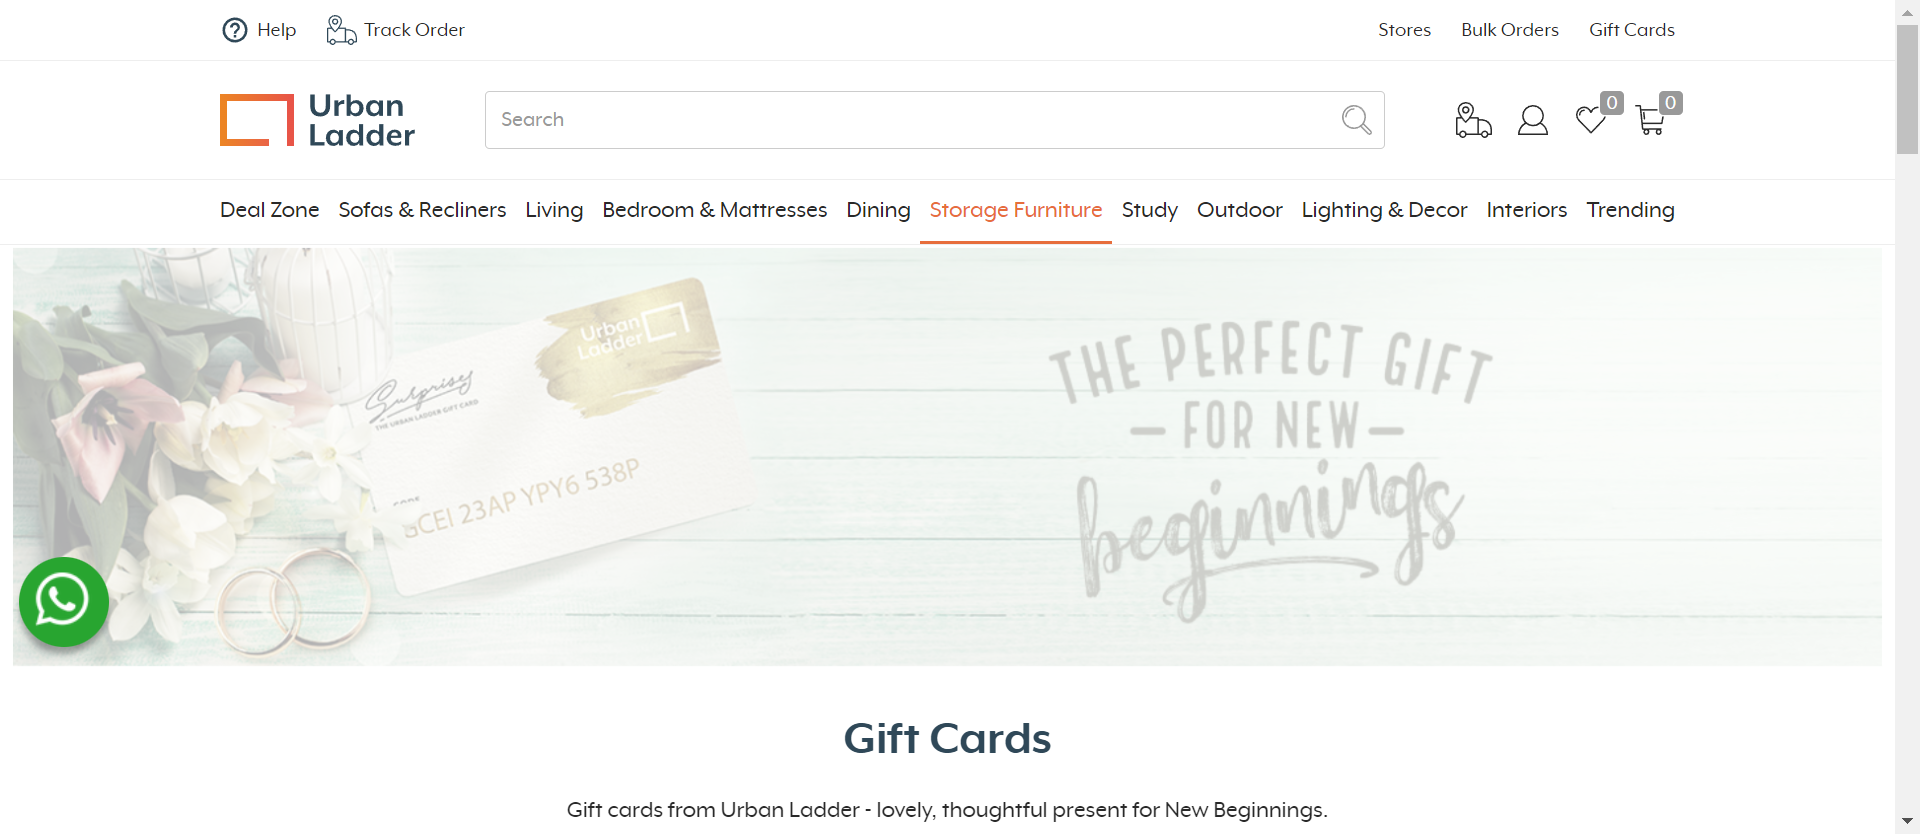 Help Track Order Stores Bulk Orders Gift Cards
Urban
Ladder
Search
0 0
Deal Zone Sofas & Recliners Living Bedroom & Mattresses Dining Storage Furniture Study Outdoor Lighting & Decor Interiors Trending
Urban
Ladder
Surprise,
THE URBAN LADDER GIFT CARD
CODE
GCEI 23AP YPY6 538P
THE PERFECT GIFT
— FOR NEW —
beginnings
Gift Cards
Gift cards from Urban Ladder - lovely, thoughtful present for New Beginnings.